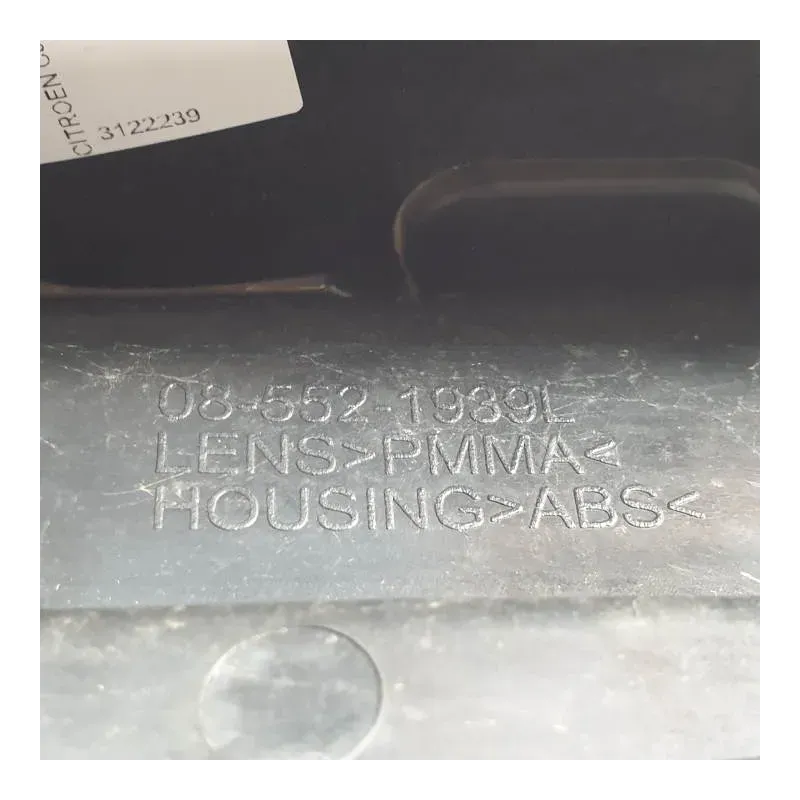 CITROEN
3122239
08-552-1939L
LENS>PMMA<
HOUSING>ABS<